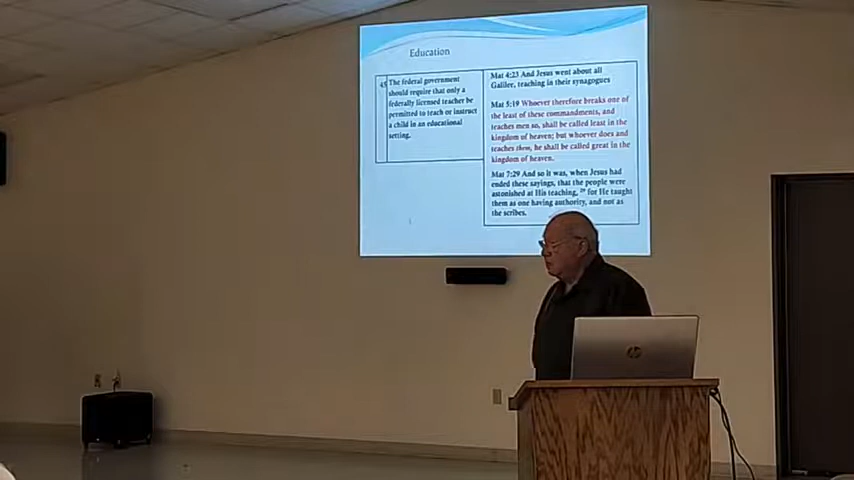 Education
45 The federal government
should require that only a
federally licensed teacher be
permitted to teach or instruct
a child in an educational
setting.
Mat 4:23 And Jesus went about all
Galilee, teaching in their synagogues
Mat 5:19 Whoever therefore breaks one of
the least of these commandments, and
teaches men so, shall be called least in the
kingdom of heaven; but whoever does and
teaches them, he shall be called great in the
kingdom of heaven.
Mat 7:29 And so it was, when Jesus had
ended these sayings, that the people were
astonished at His teaching, 29 for He taught
them as one having authority, and not as
the scribes.
hp